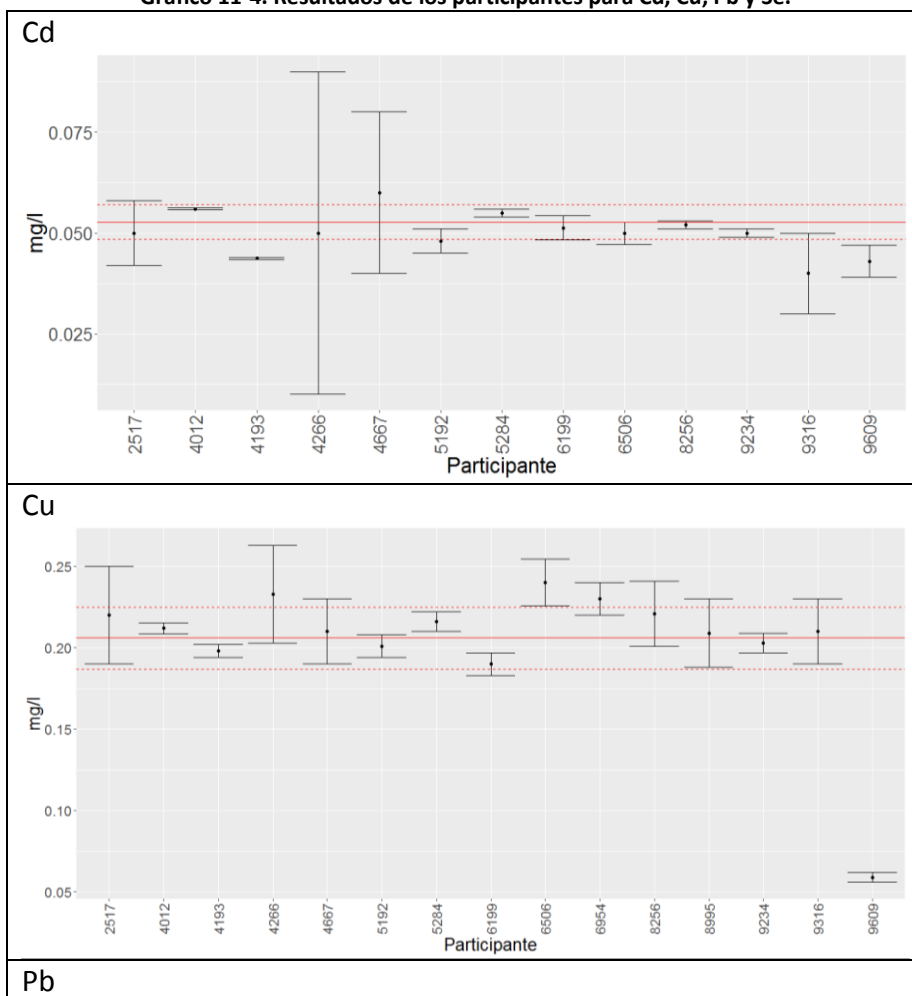 Gráfico 11-4. Resultados de los participantes para Cd, Cu, Pb y Se.
Cd
mg/l
0.075
0.050
0.025
2517 4012 4193 4266 4667 5192 5284 6199 6506 8256 9234 9316 9609
Participante
Cu
mg/l
0.25
0.20
0.15
0.10
0.05
2517 4012 4193 4266 4667 5192 5284 6199 6506 6954 8256 8995 9234 9316 9609
Participante
Pb